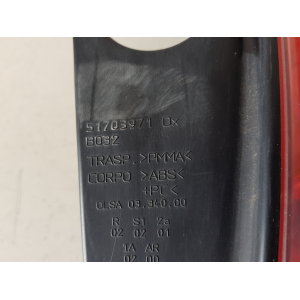 51703971 Dx
B03Z
TRASP. >PMMA<
CORPO >ABS<
+PC<
OLSA 03.340.00
R S1 2a
02 02 01
1A AR
02 00